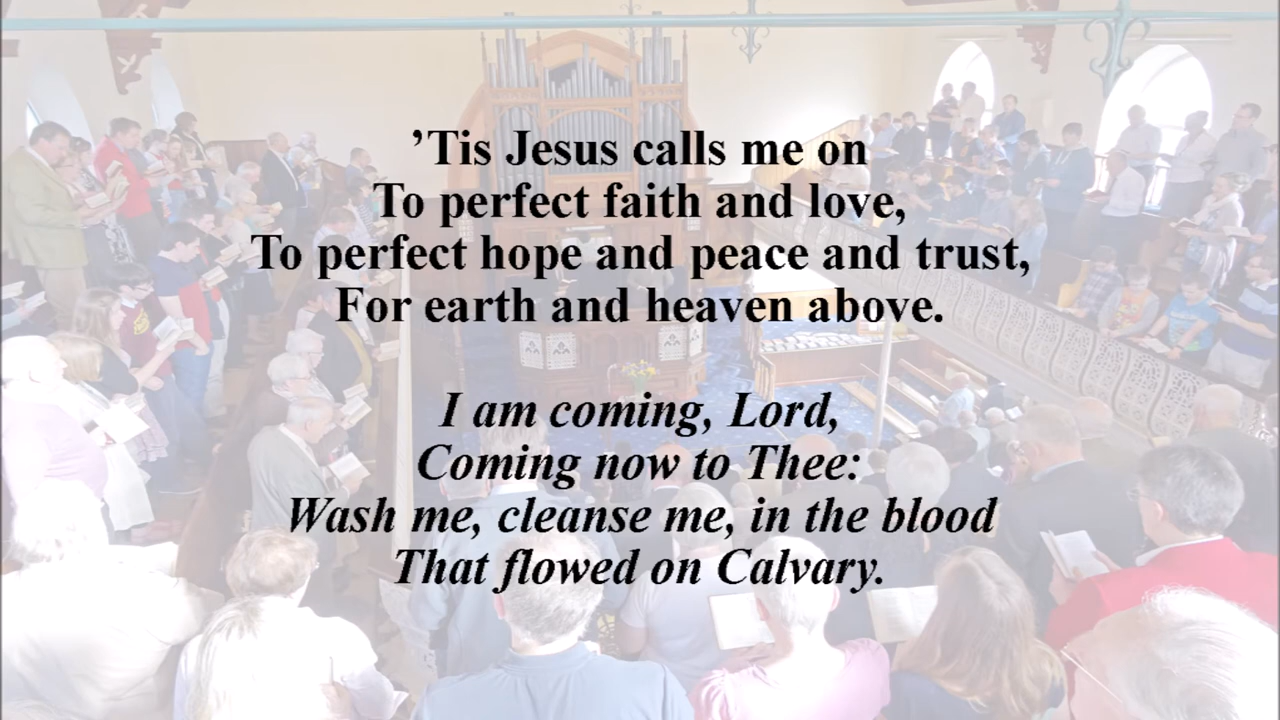 ’Tis Jesus calls me on
To perfect faith and love,
To perfect hope and peace and trust,
For earth and heaven above.
I am coming, Lord,
Coming now to Thee:
Wash me, cleanse me, in the blood
That flowed on Calvary.